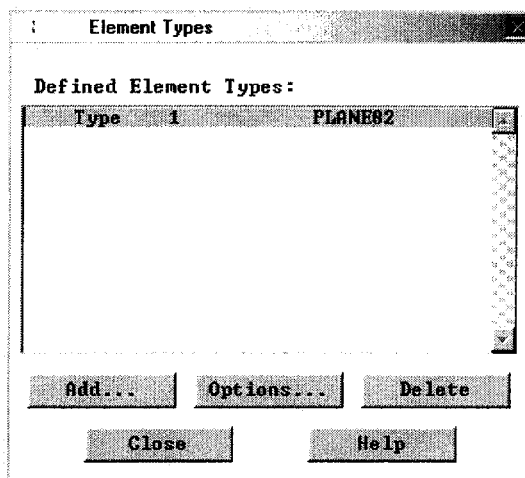 Element Types
Defined Element Types:
Type 1 PLANE82
Add... Options... Delete
Close Help